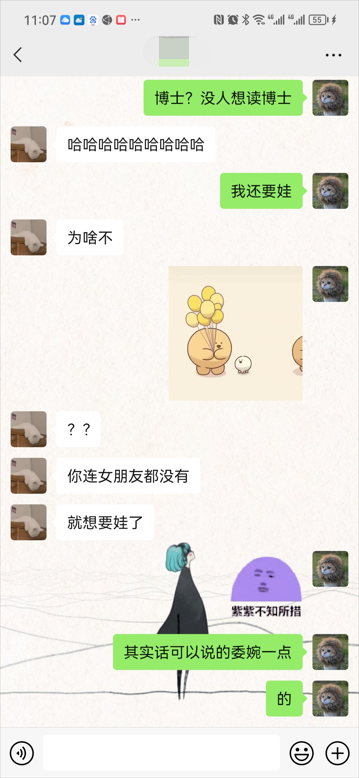 11:07
55
博士？没人想读博士
哈哈哈哈哈哈哈哈哈
我还要娃
为啥不
？？
你连女朋友都没有
就想要娃了
紫紫不知所措
其实话可以说的委婉一点
的